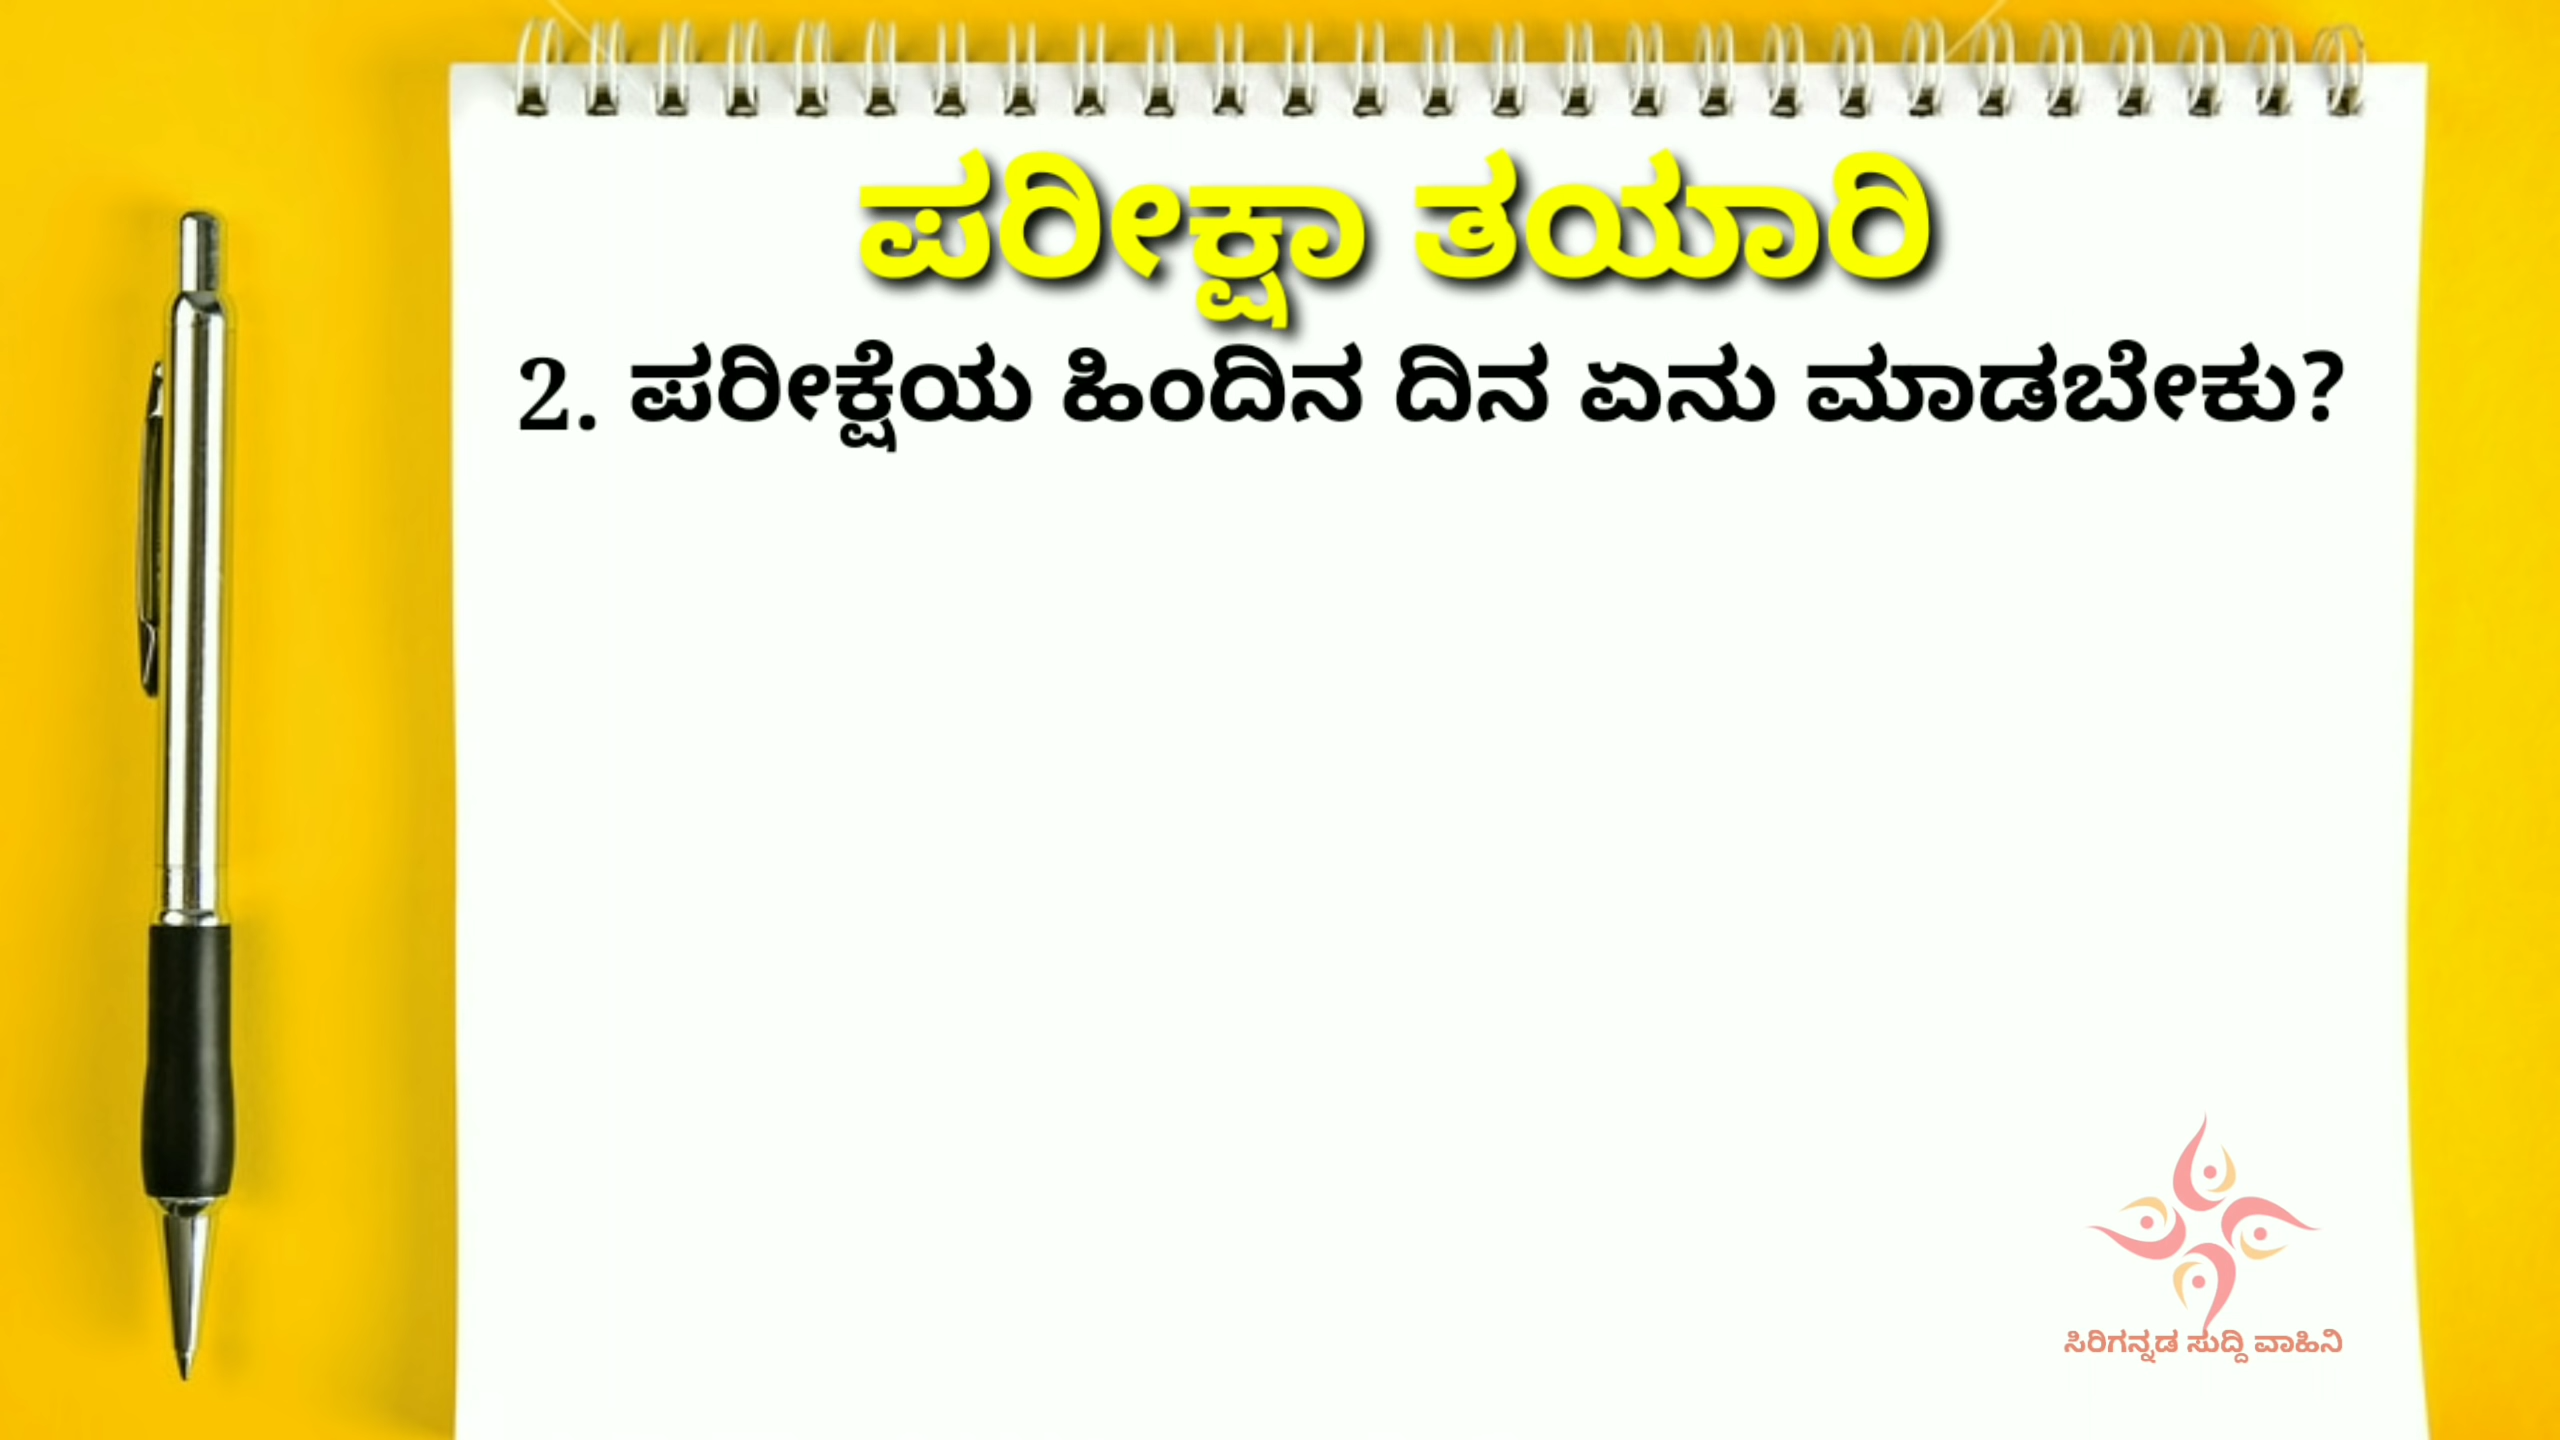 ಪರೀಕ್ಷಾ ತಯಾರಿ
2. ಪರೀಕ್ಷೆಯ ಹಿಂದಿನ ದಿನ ಏನು ಮಾಡಬೇಕು?
ಸಿರಿಗನ್ನಡ ಸುದ್ದಿ ವಾಹಿನಿ